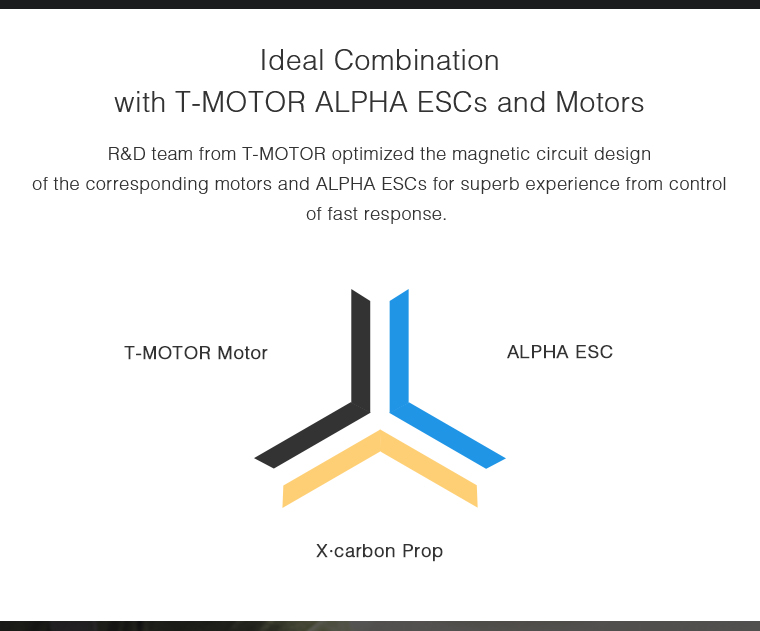 Ideal Combination
with T-MOTOR ALPHA ESCs and Motors
R&D team from T-MOTOR optimized the magnetic circuit design
of the corresponding motors and ALPHA ESCs for superb experience from control
of fast response.
T-MOTOR Motor
ALPHA ESC
X·carbon Prop